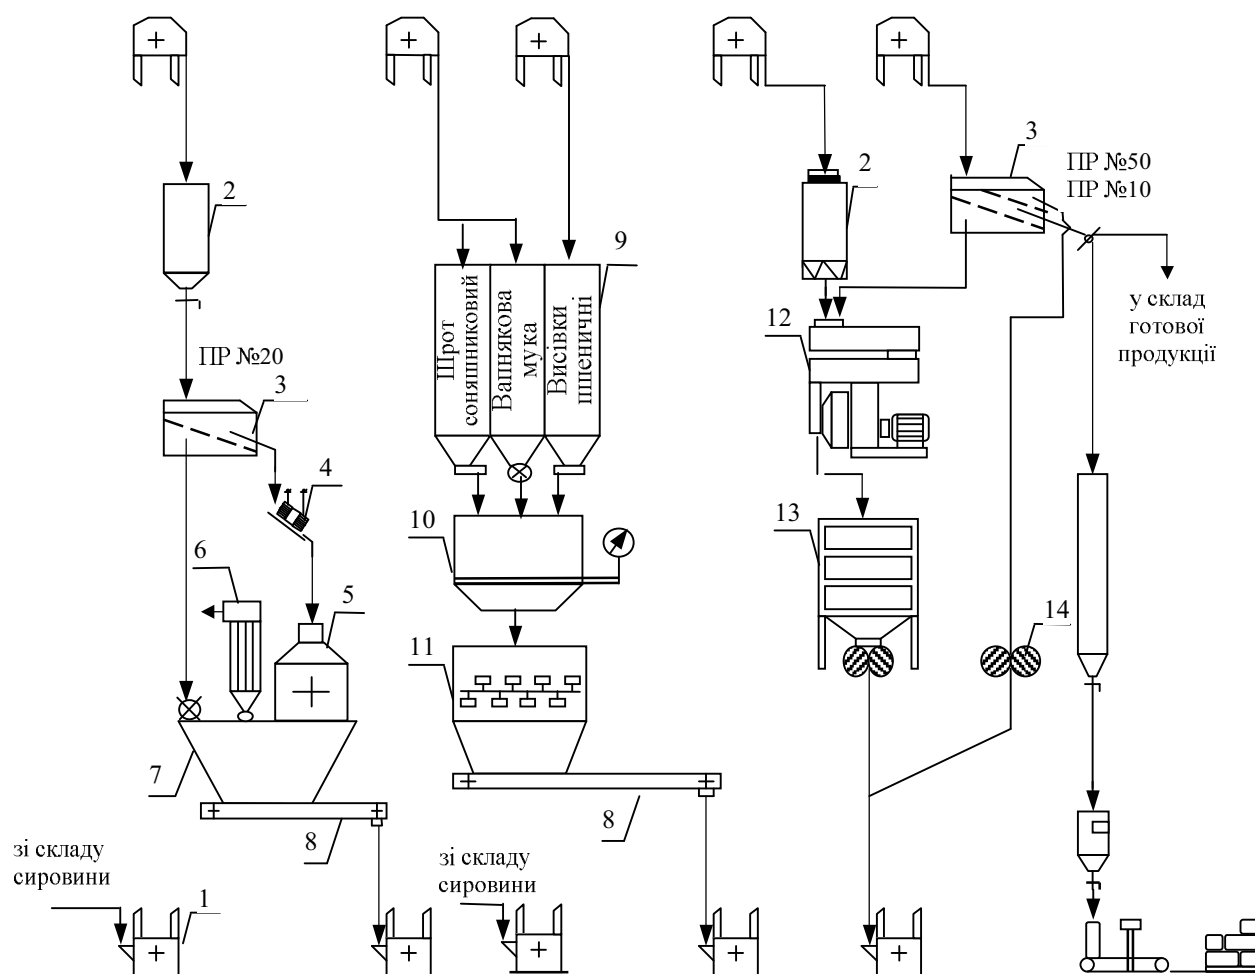 3
ПР №50
ПР №10
2
2
9
Шрот
соняшниковий
Вапнякова
мука
Висівки
пшеничні
у склад
готової
продукції
12
ПР №20
3
4
10
13
6
5
11
14
7
8
8
зі складу
сировини
зі складу
сировини
1